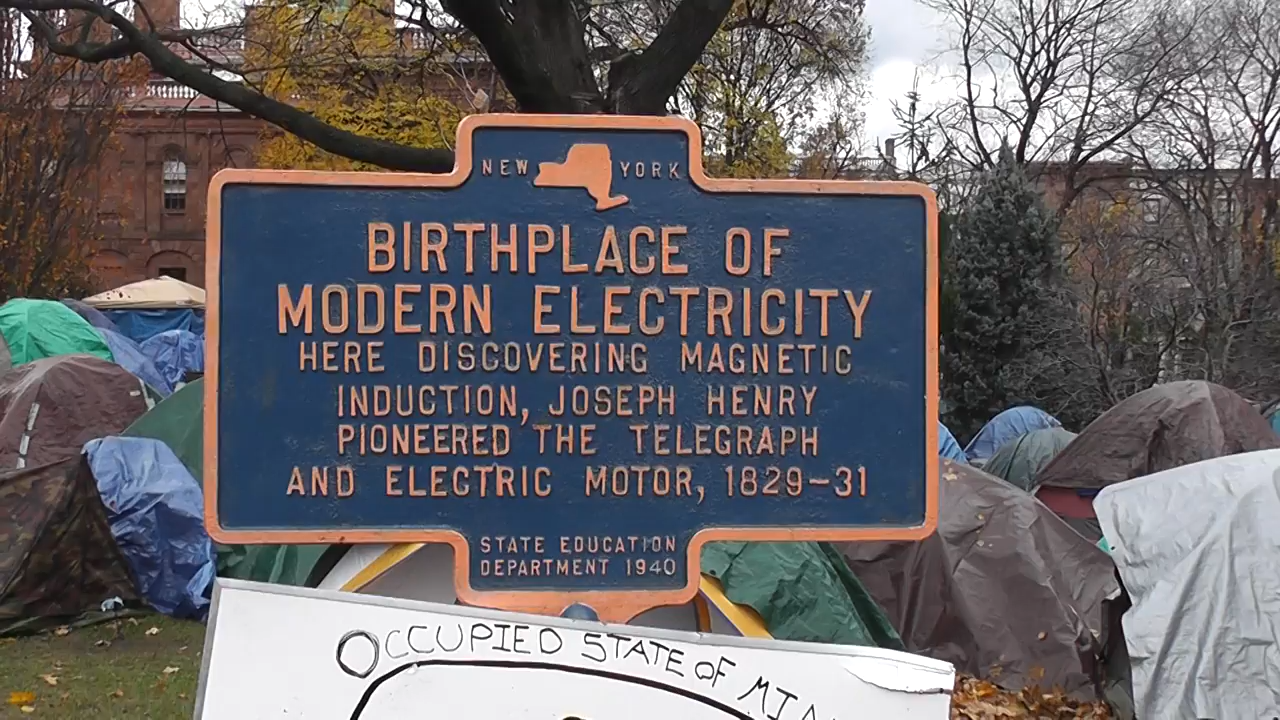 NEW YORK
BIRTHPLACE OF
MODERN ELECTRICITY
HERE DISCOVERING MAGNETIC
INDUCTION, JOSEPH HENRY
PIONEERED THE TELEGRAPH
AND ELECTRIC MOTOR, 1829-31
STATE EDUCATION
DEPARTMENT 1940
OCCUPIED STATE OF